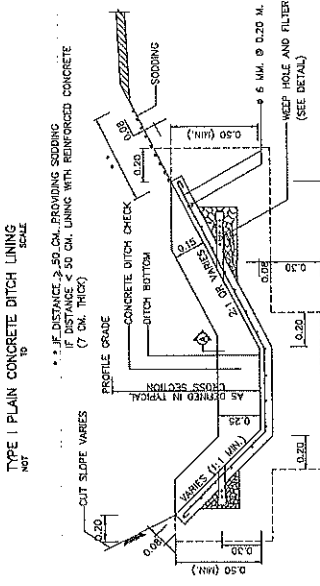 TYPE I PLAIN CONCRETE DITCH LINING
NOT TO SCALE
* IF DISTANCE ≥ 50 CM. PROVIDING SODDING
IF DISTANCE < 50 CM. LINING WITH REINFORCED CONCRETE
(7 CM. THICK)
CUT SLOPE VARIES
PROFILE GRADE
CONCRETE DITCH CHECK
DITCH BOTTOM
AS DEFINED IN TYPICAL
CROSS SECTION
SODDING
0.08
0.20
0.15
0.50 (MIN.)
2:1 OR VARIES
A
0.25
VARIES (1:1 MIN.)
0.20
0.08
0.50 (MIN.)
0.30
0.20
0.20
0.08
0.30
φ 6 MM. @ 0.20 M.
WEEP HOLE AND FILTER
(SEE DETAIL)